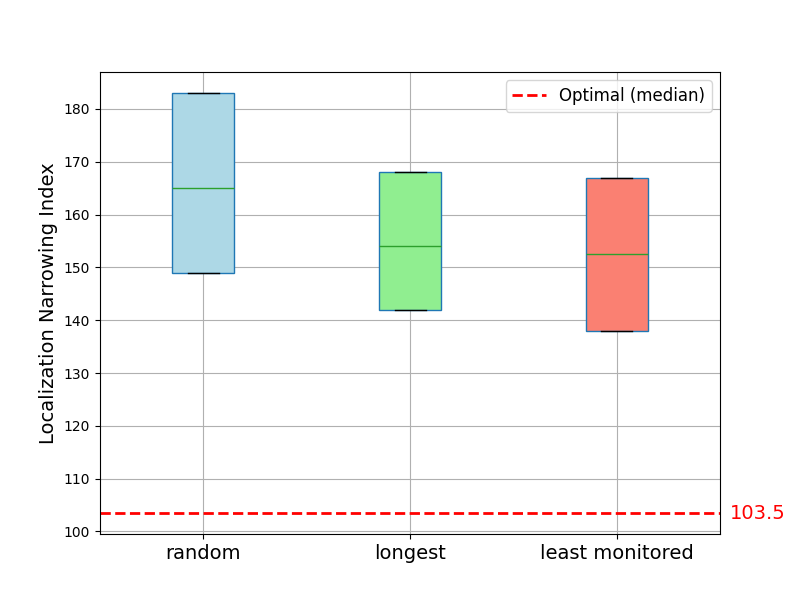 Optimal (median)
Localization Narrowing Index
180
170
160
150
140
130
120
110
100
103.5
random
longest
least monitored